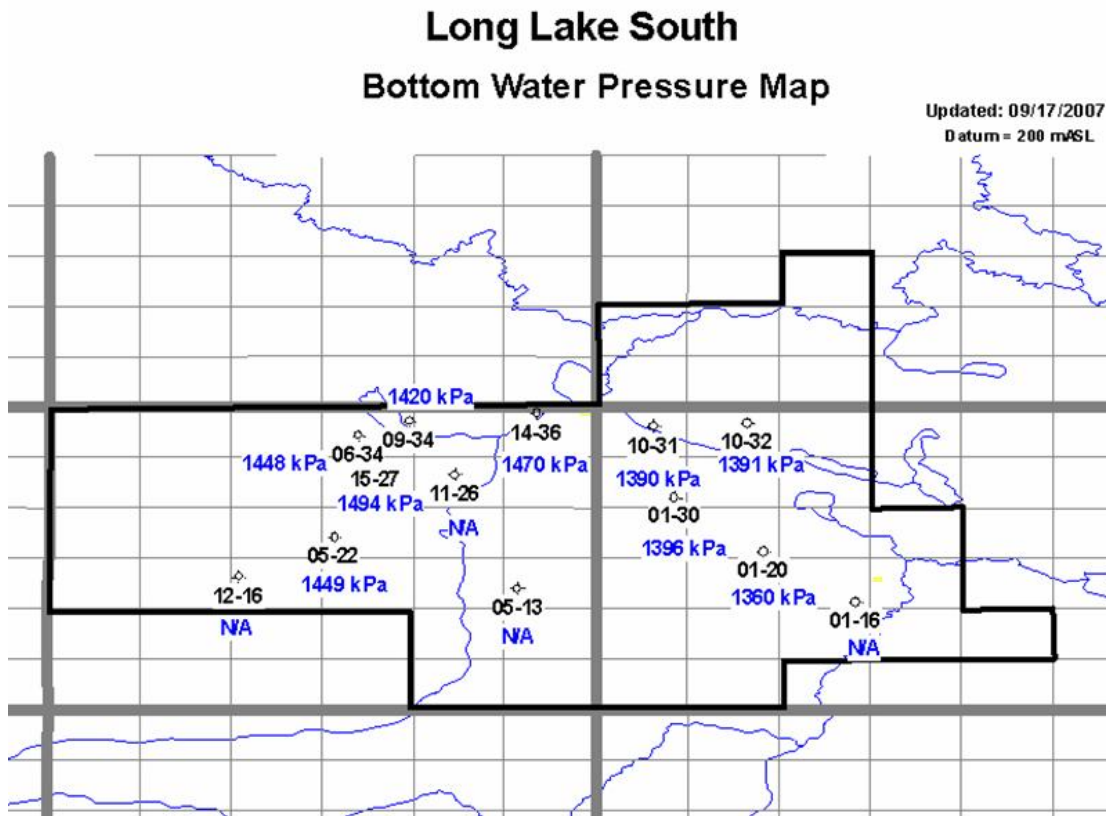 Long Lake South
Bottom Water Pressure Map
Updated: 09/17/2007
Datum = 200 mASL
1420 kPa
09-34
14-36
1470 kPa
10-31
1390 kPa
10-32
1391 kPa
06-34
1448 kPa
15-27
1494 kPa
11-26
N/A
01-30
1396 kPa
05-22
1449 kPa
01-20
1360 kPa
12-16
N/A
05-13
N/A
01-16
N/A